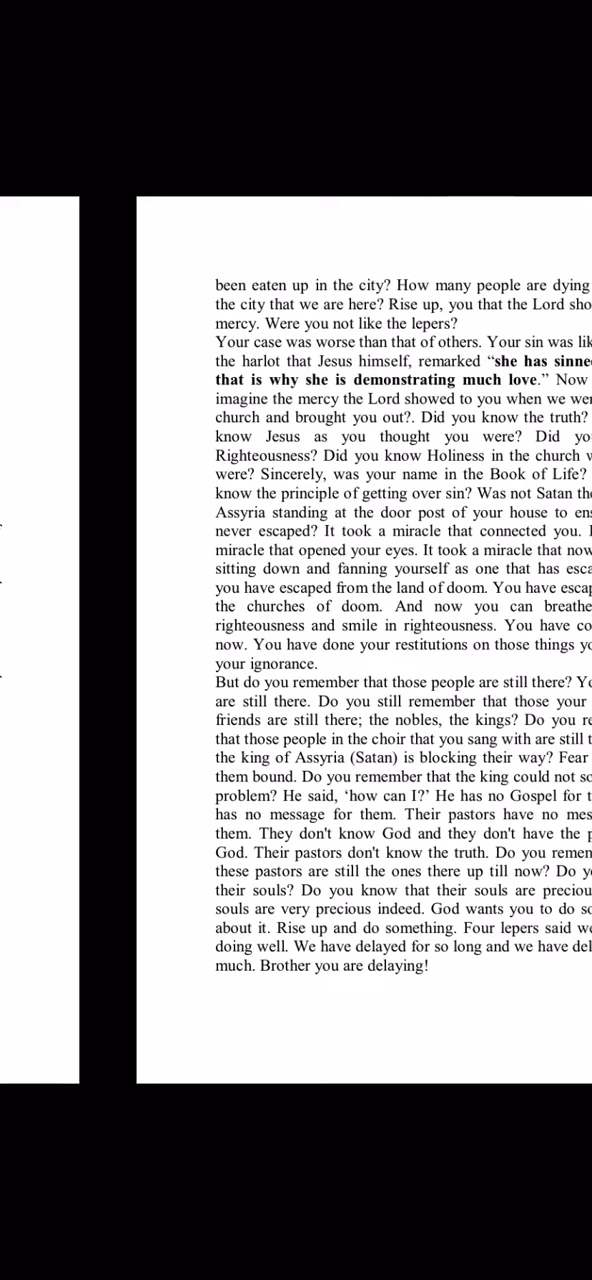 been eaten up in the city? How many people are dying
the city that we are here? Rise up, you that the Lord
mercy. Were you not like the lepers?
Your case was worse than that of others. Your sin was
the harlot that Jesus himself, remarked “she has
that is why she is demonstrating much love.” Now
imagine the mercy the Lord showed to you when we
church and brought you out?. Did you know the truth?
know Jesus as you thought you were? Did
Righteousness? Did you know Holiness in the church
were? Sincerely, was your name in the Book of Life?
know the principle of getting over sin? Was not Satan
Assyria standing at the door post of your house to
never escaped? It took a miracle that connected you.
miracle that opened your eyes. It took a miracle that now
sitting down and fanning yourself as one that has
you have escaped from the land of doom. You have
the churches of doom. And now you can breathe
righteousness and smile in righteousness. You have
now. You have done your restitutions on those things
your ignorance.
But do you remember that those people are still there?
are still there. Do you still remember that those your
friends are still there; the nobles, the kings? Do you
that those people in the choir that you sang with are still
the king of Assyria (Satan) is blocking their way? Fear
them bound. Do you remember that the king could not
problem? He said, ‘how can I?’ He has no Gospel for
has no message for them. Their pastors have no
them. They don't know God and they don't have the
God. Their pastors don't know the truth. Do you
these pastors are still the ones there up till now? Do
their souls? Do you know that their souls are
souls are very precious indeed. God wants you to do
about it. Rise up and do something. Four lepers said
doing well. We have delayed for so long and we have
much. Brother you are delaying!